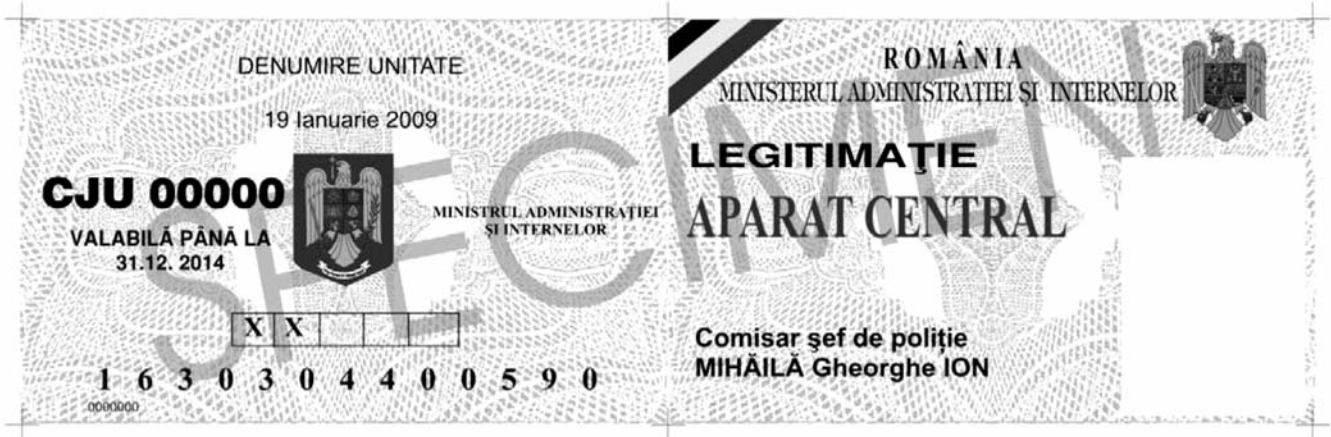 DENUMIRE UNITATE
19 Ianuarie 2009
CJU 00000
VALABILĂ PÂNĂ LA
31.12. 2014
MINISTRUL ADMINISTRAŢIEI
ŞI INTERNELOR
X X
1 6 3 0 3 0 4 4 0 0 5 9 0
0000000
ROMÂNIA
MINISTERUL ADMINISTRAŢIEI ŞI INTERNELOR
LEGITIMAŢIE
APARAT CENTRAL
Comisar şef de poliţie
MIHĂILĂ Gheorghe ION
SPECIMEN